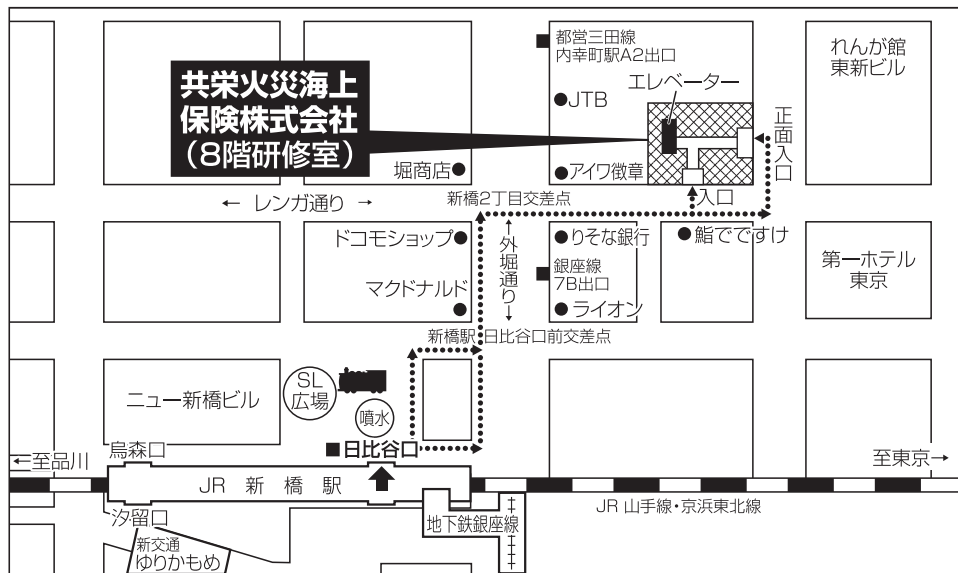 都営三田線
内幸町駅A2出口
れんが館
東新ビル
共栄火災海上
保険株式会社
(8階研修室)
エレベーター
●JTB
正面入口
堀商店●
●アイワ徽章
入口
← レンガ通り →
新橋2丁目交差点
ドコモショップ●
外堀通り
●りそな銀行
●鮨でですけ
銀座線
7B出口
第一ホテル
東京
マクドナルド
●ライオン
新橋駅 日比谷口前交差点
SL
広場
ニュー新橋ビル
噴水
■日比谷口
烏森口
←至品川
至東京→
JR 新橋駅
JR 山手線・京浜東北線
汐留口
地下鉄銀座線
新交通
ゆりかもめ